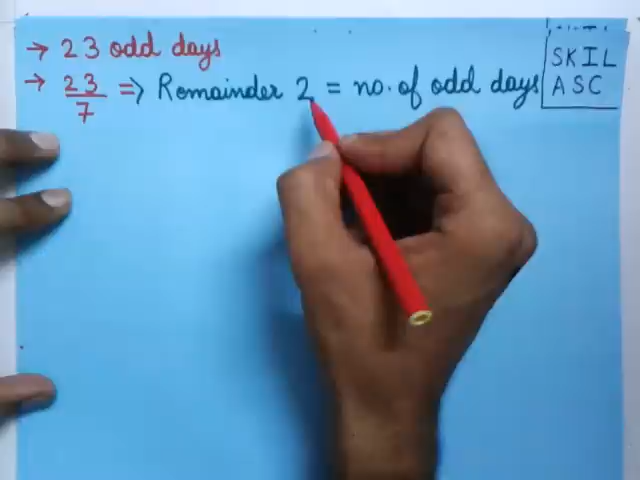 → 23 odd days
→ 23/7 => Remainder 2 = no. of odd days
SKIL
ASC